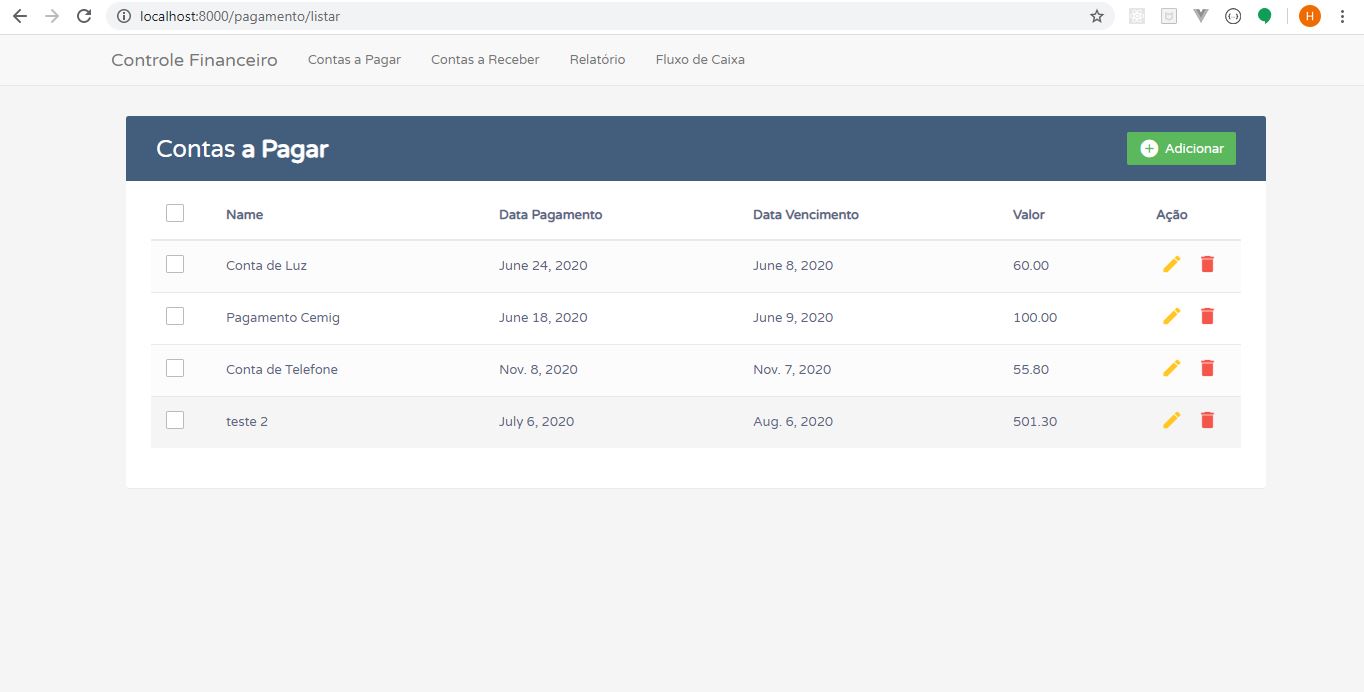 localhost:8000/pagamento/listar
H
Controle Financeiro Contas a Pagar Contas a Receber Relatório Fluxo de Caixa
Contas a Pagar Adicionar
Name Data Pagamento Data Vencimento Valor Ação
Conta de Luz June 24, 2020 June 8, 2020 60.00
Pagamento Cemig June 18, 2020 June 9, 2020 100.00
Conta de Telefone Nov. 8, 2020 Nov. 7, 2020 55.80
teste 2 July 6, 2020 Aug. 6, 2020 501.30